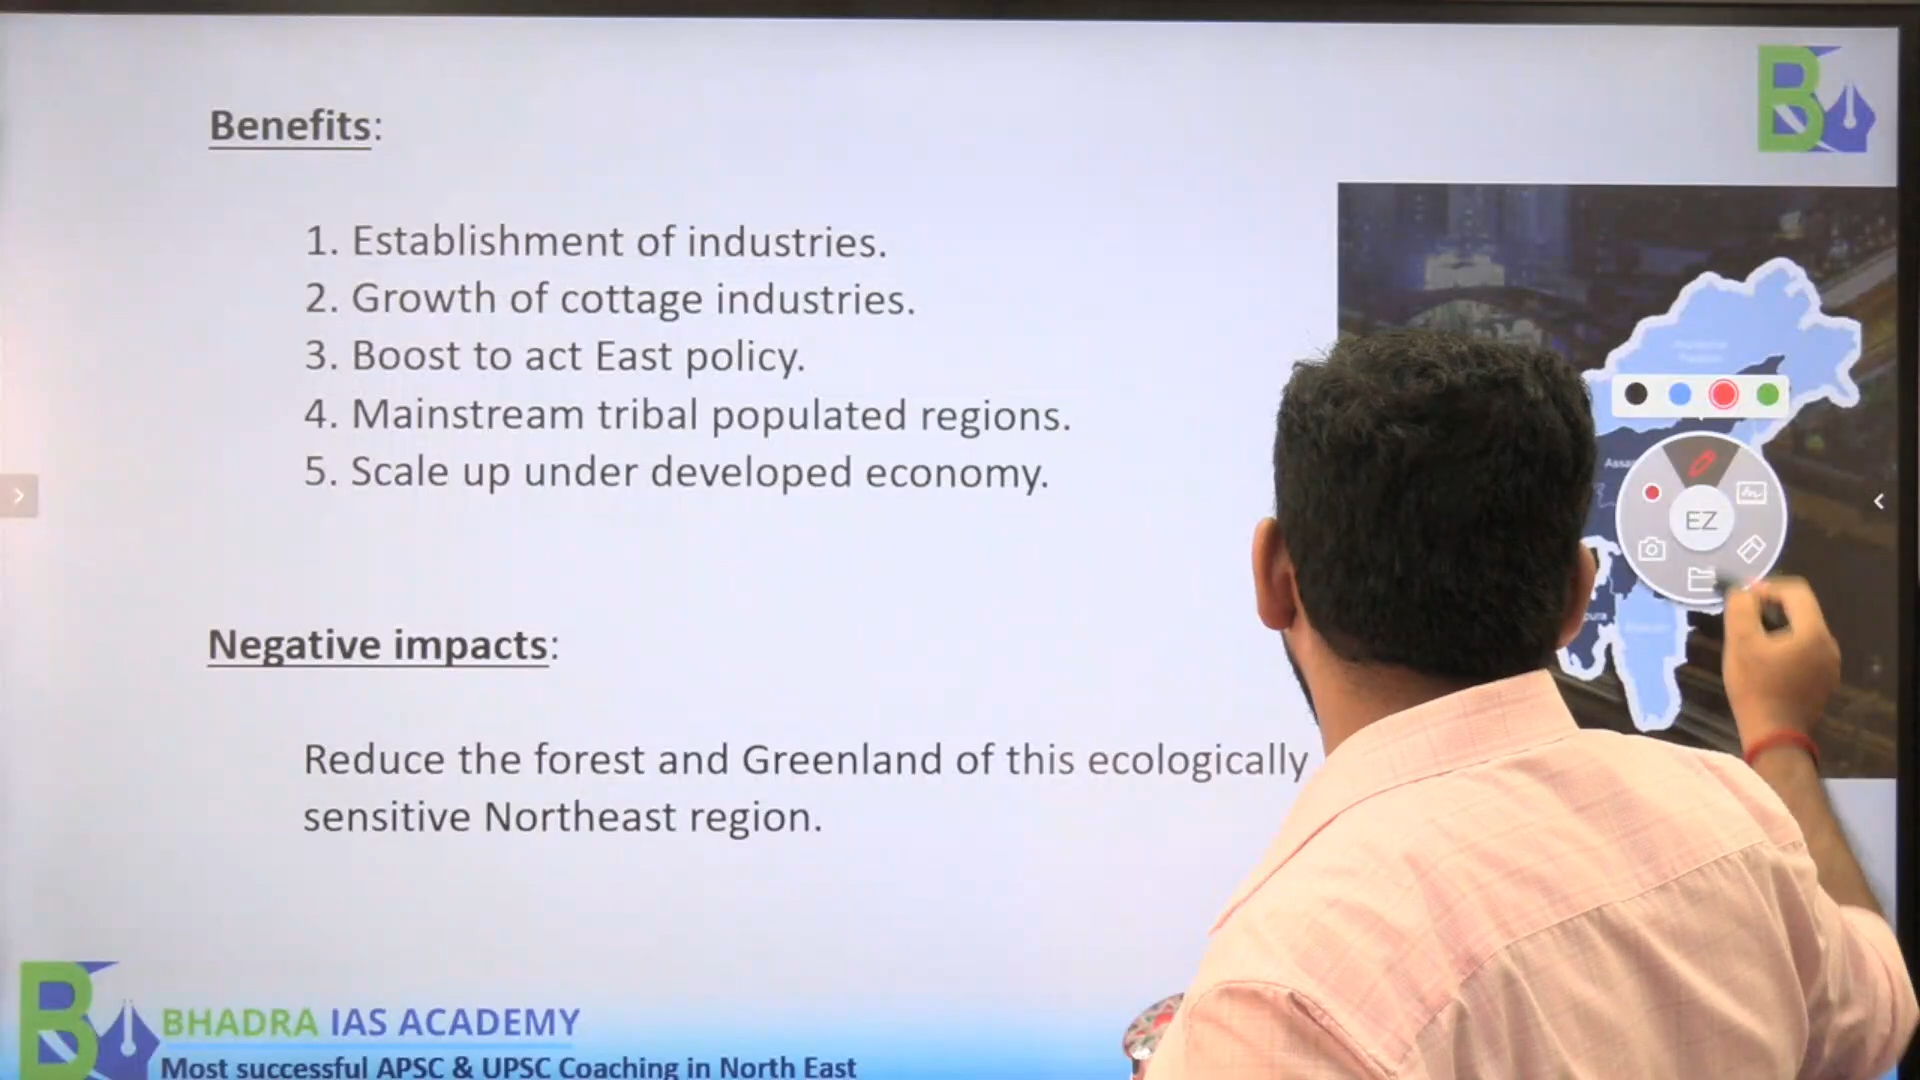 Benefits:
1. Establishment of industries.
2. Growth of cottage industries.
3. Boost to act East policy.
4. Mainstream tribal populated regions.
5. Scale up under developed economy.
EZ
Negative impacts:
Reduce the forest and Greenland of this ecologically
sensitive Northeast region.
BHADRA IAS ACADEMY
Most successful APSC & UPSC Coaching in North East